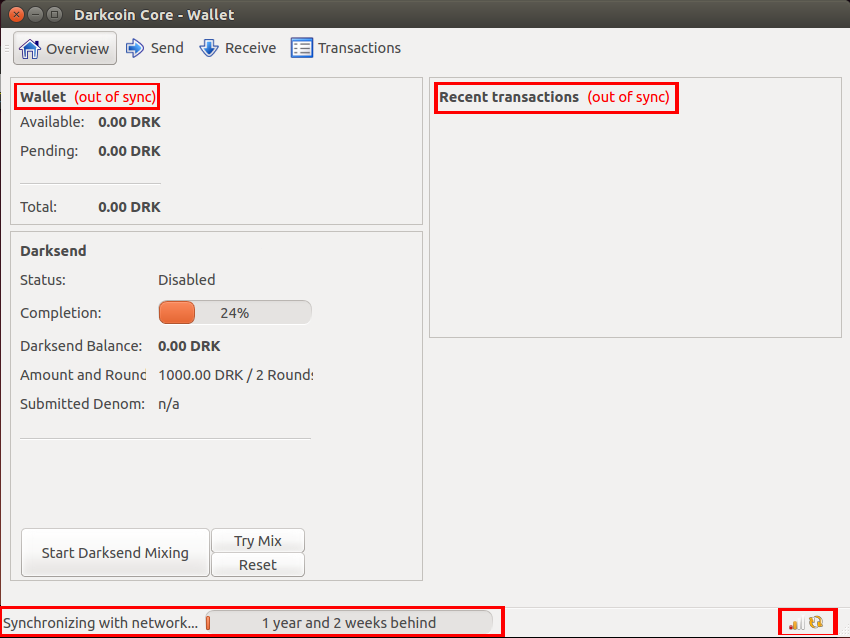 Darkcoin Core - Wallet
Overview Send Receive Transactions
Wallet (out of sync)
Available: 0.00 DRK
Pending: 0.00 DRK
Total: 0.00 DRK
Recent transactions (out of sync)
Darksend
Status: Disabled
Completion: 24%
Darksend Balance: 0.00 DRK
Amount and Round 1000.00 DRK / 2 Rounds
Submitted Denom: n/a
Start Darksend Mixing
Try Mix
Reset
Synchronizing with network... 1 year and 2 weeks behind